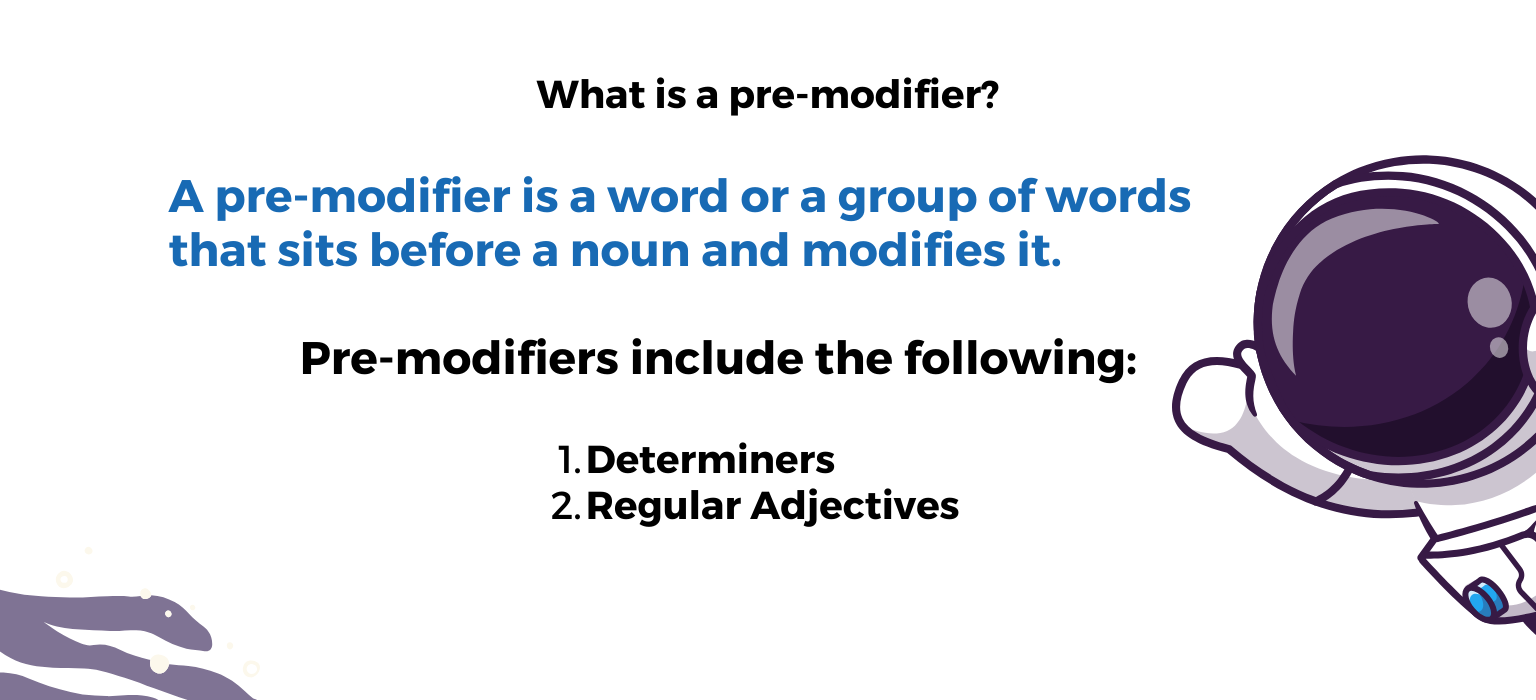 What is a pre-modifier?
A pre-modifier is a word or a group of words
that sits before a noun and modifies it.
Pre-modifiers include the following:
1. Determiners
2. Regular Adjectives